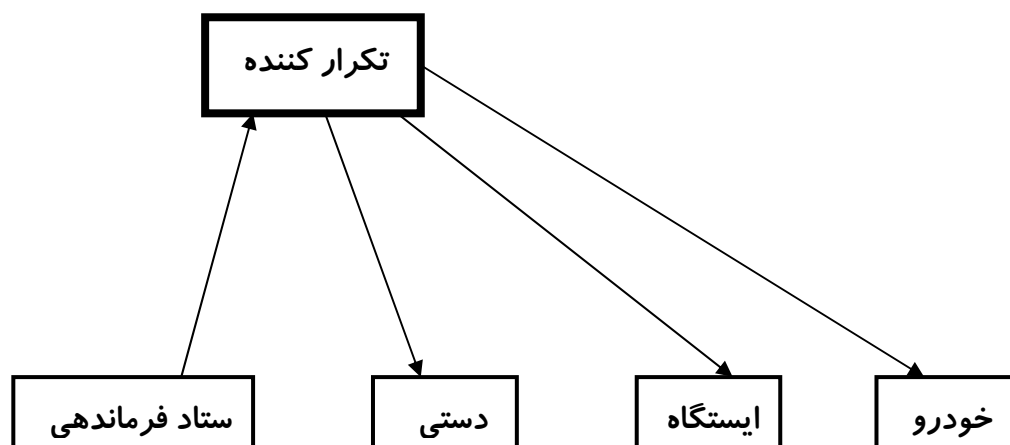 تکرار کننده
خودرو
ایستگاه
دستی
ستاد فرماندهی